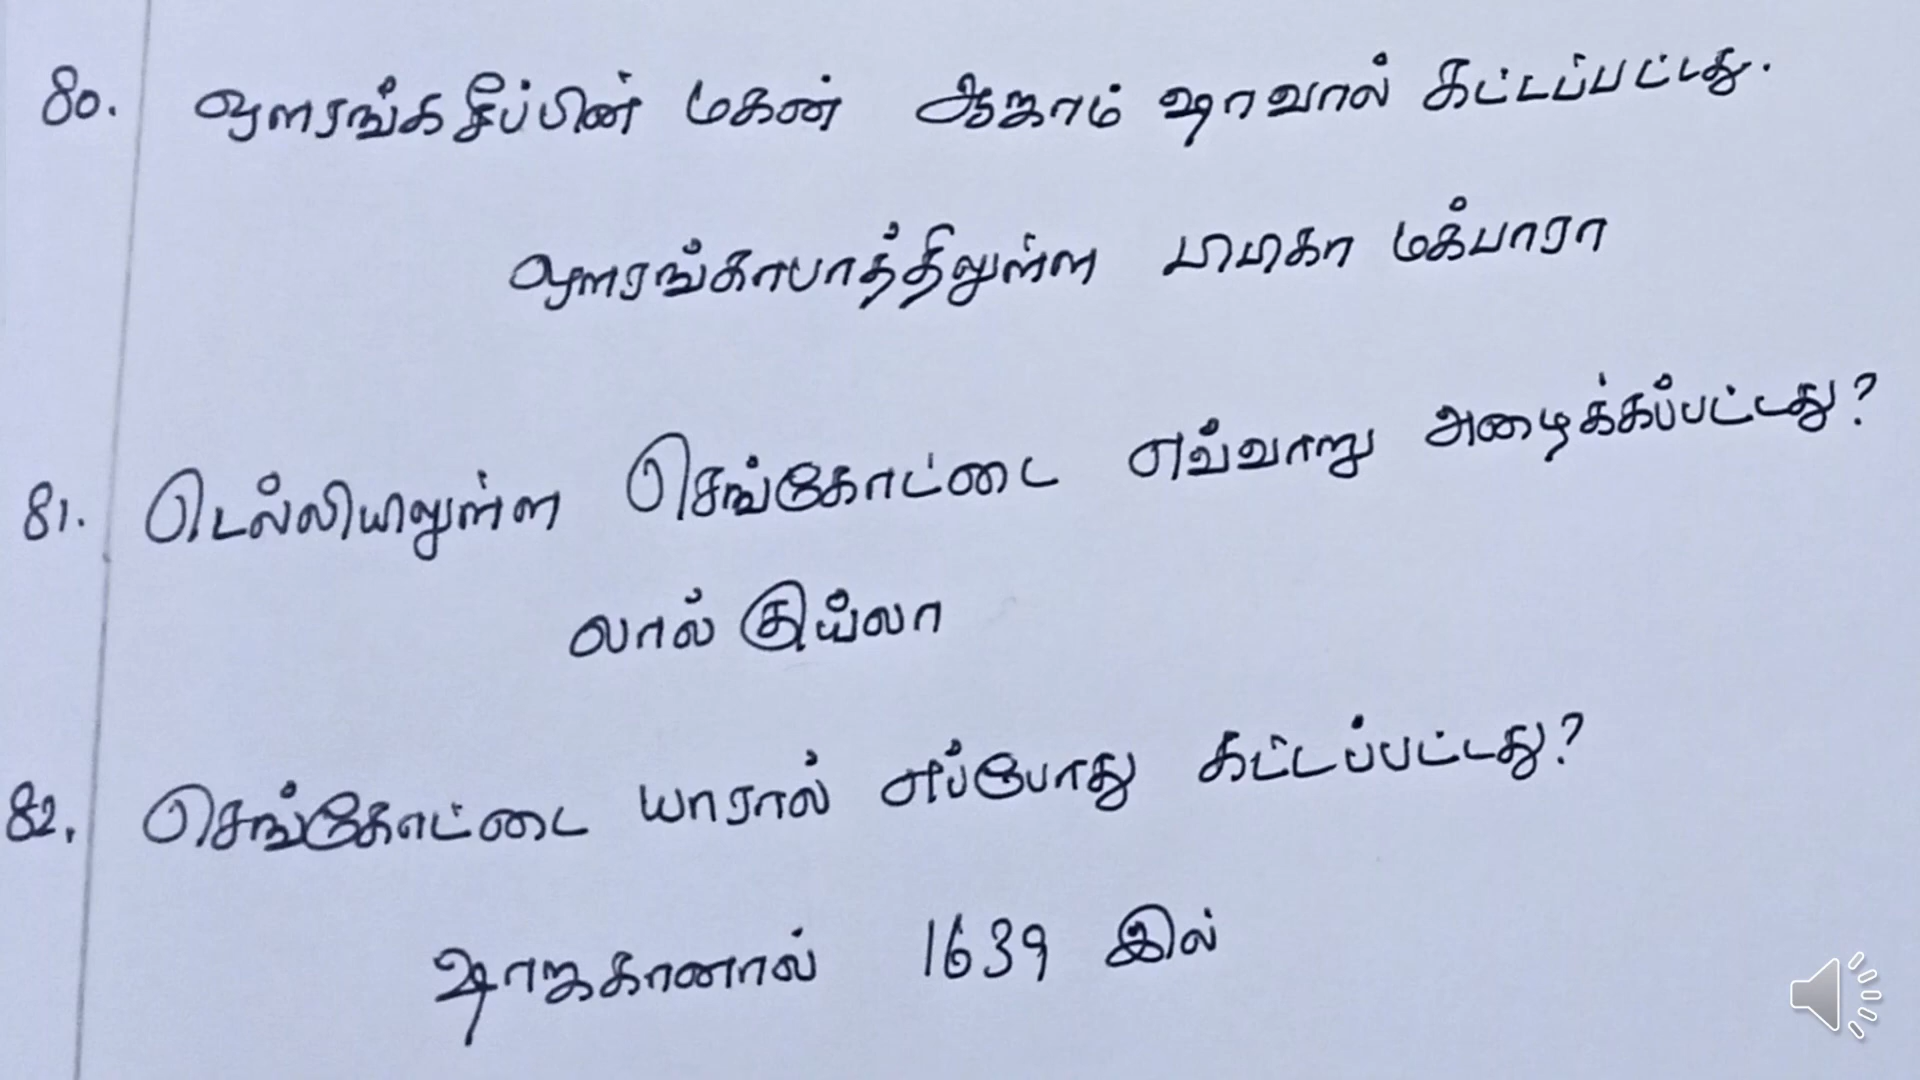 80. ஔரங்கசீப்பின் மகன் ஆஜாம் ஷாவால் கட்டப்பட்டது.
ஔரங்காபாத்திலுள்ள பிபிகா மக்பாரா
81. டெல்லியிலுள்ள செங்கோட்டை எவ்வாறு அழைக்கப்பட்டது?
லால் குய்லா
82. செங்கோட்டை யாரால் எப்போது கட்டப்பட்டது?
ஷாஜகானால் 1639 இல்